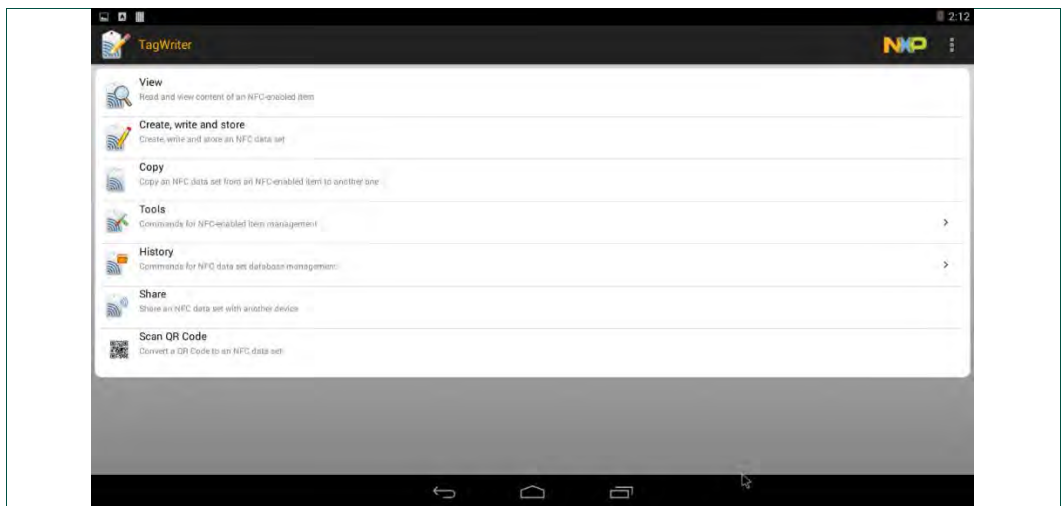 2:12
TagWriter
NXP
View
Read and view content of an NFC-enabled item
Create, write and store
Create, write and store an NFC data set
Copy
Copy an NFC data set from an NFC-enabled item to another one
Tools
Commands for NFC-enabled item management
History
Commands for NFC data set database management
Share
Share an NFC data set with another device
Scan QR Code
Convert a QR Code to an NFC data set